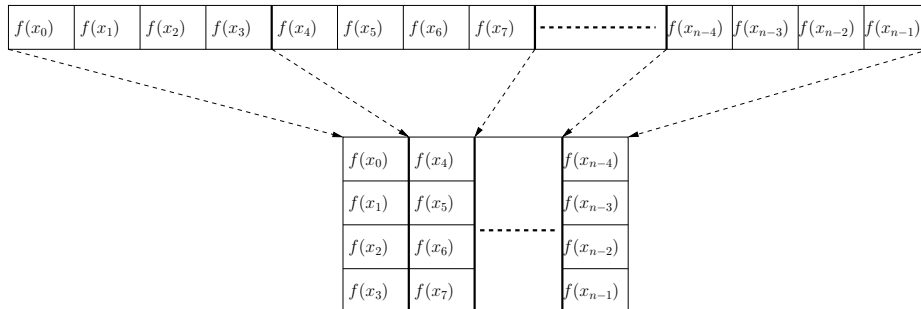 f(x₀) f(x₁) f(x₂) f(x₃) f(x₄) f(x₅) f(x₆) f(x₇) f(xₙ₋₄) f(xₙ₋₃) f(xₙ₋₂) f(xₙ₋₁)
f(x₀) f(x₄) f(xₙ₋₄)
f(x₁) f(x₅) f(xₙ₋₃)
f(x₂) f(x₆) f(xₙ₋₂)
f(x₃) f(x₇) f(xₙ₋₁)